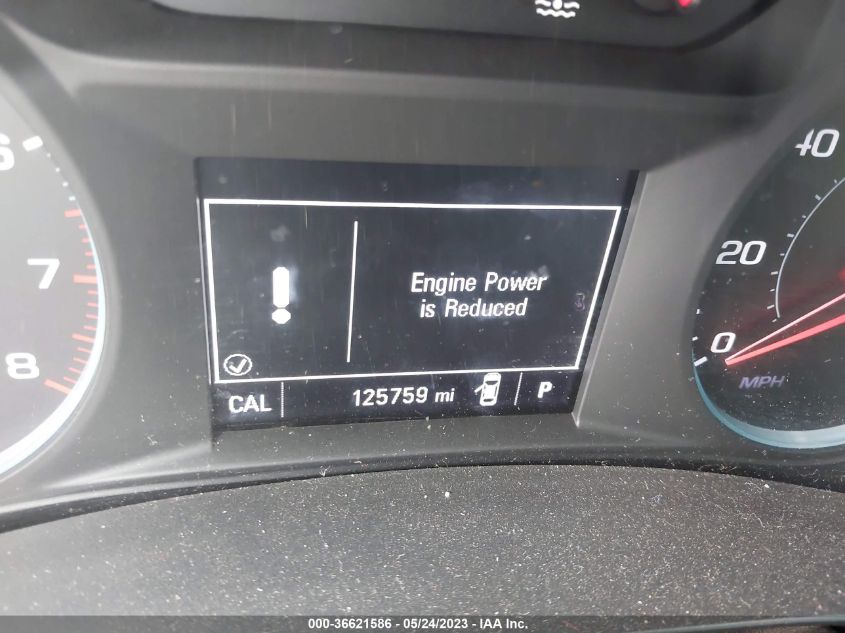 6
7
8
40
20
0
MPH
Engine Power
is Reduced
CAL
125759 mi
P
000-36621586 - 05/24/2023 - IAA Inc.